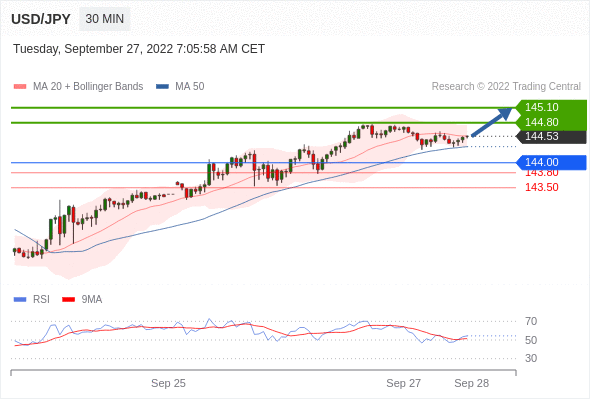 USD/JPY 30 MIN
Tuesday, September 27, 2022 7:05:58 AM CET
MA 20 + Bollinger Bands MA 50 Research © 2022 Trading Central
145.10
144.80
144.53
144.00
143.80
143.50
RSI 9MA
70
50
30
Sep 25 Sep 27 Sep 28